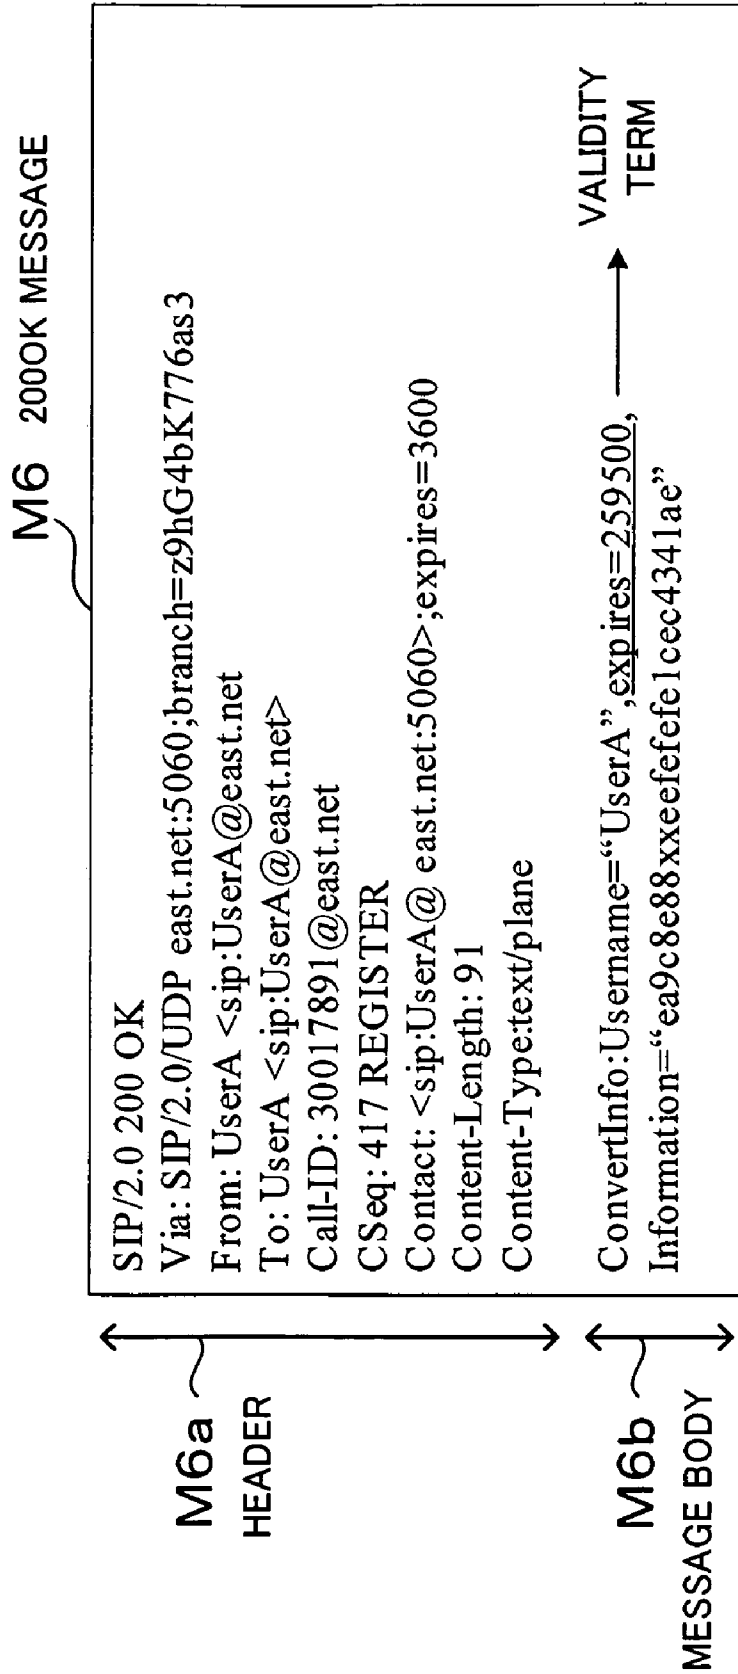 M6 200OK MESSAGE
M6a
HEADER
SIP/2.0 200 OK
Via: SIP/2.0/UDP east.net:5060;branch=z9hG4bK776as3
From: UserA <sip:UserA@east.net
To: UserA <sip:UserA@east.net>
Call-ID: 30017891@east.net
CSeq: 417 REGISTER
Contact: <sip:UserA@ east.net:5060>;expires=3600
Content-Length: 91
Content-Type:text/plane
M6b
MESSAGE BODY
ConvertInfo:Username=“UserA”,expires=259500,
Information=“ea9c8e88xxeefefefe1cec4341ae”
VALIDITY
TERM